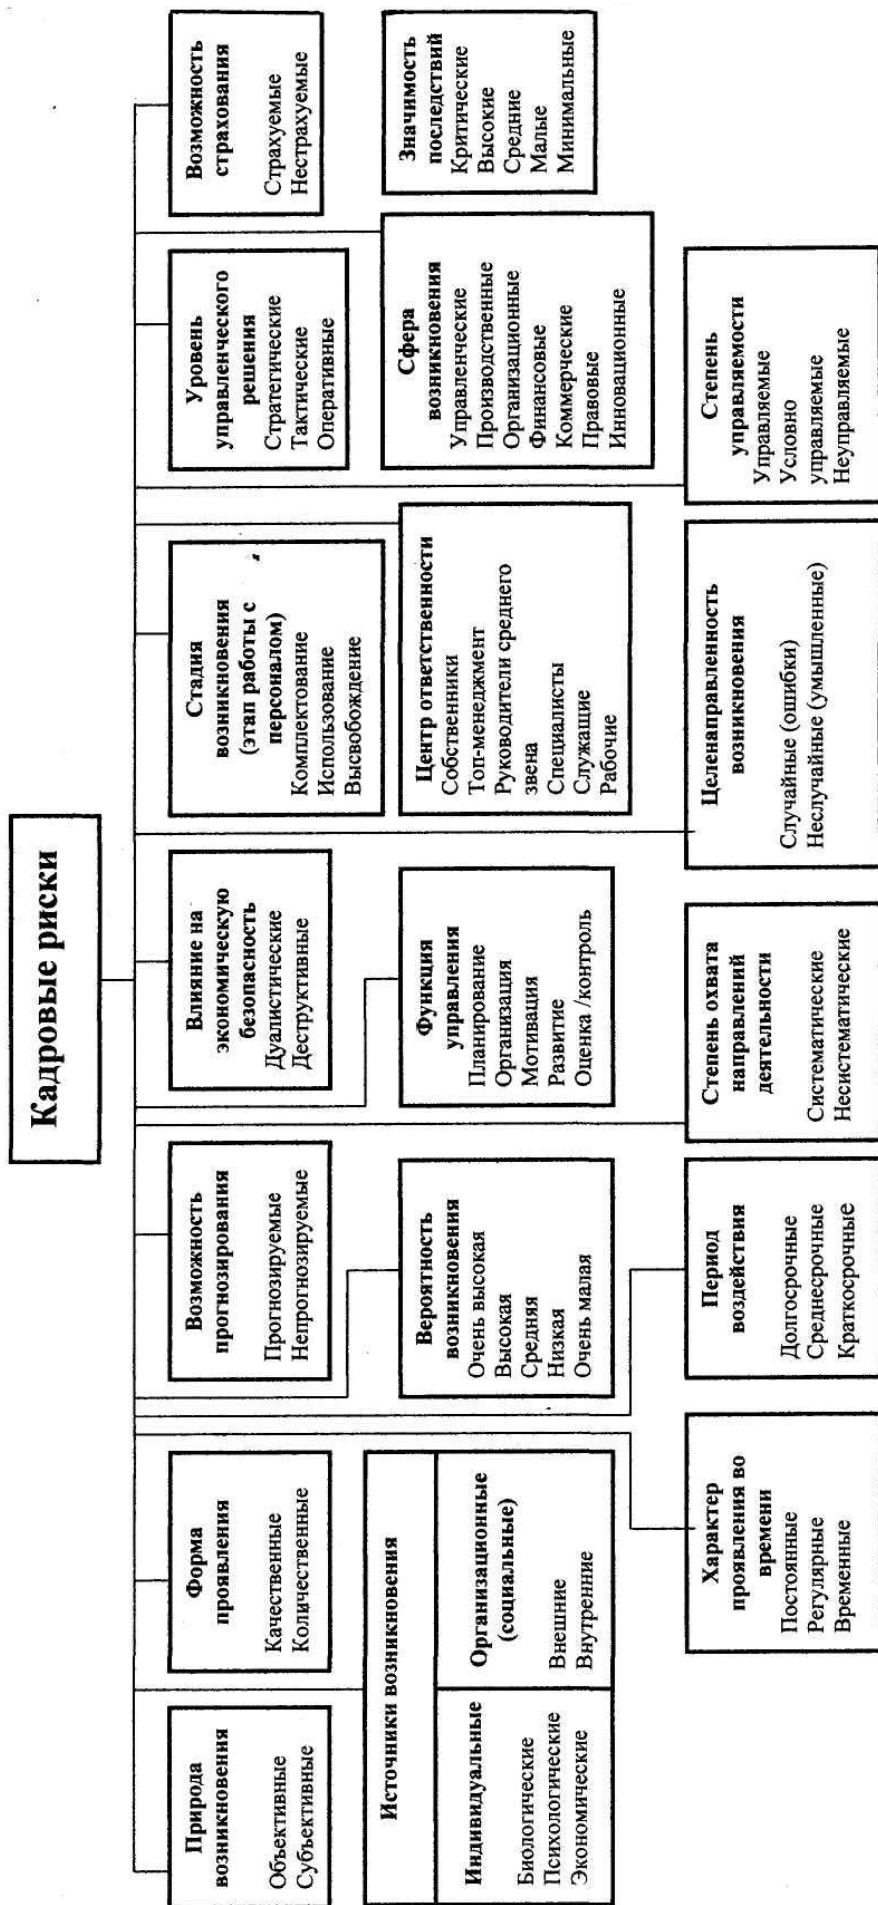 Кадровые риски
Природа
возникновения
Объективные
Субъективные
Форма
проявления
Качественные
Количественные
Возможность
прогнозирования
Прогнозируемые
Непрогнозируемые
Влияние на
экономическую
безопасность
Дуалистические
Деструктивные
Стадия
возникновения
(этап работы с
персоналом)
Комплектование
Использование
Высвобождение
Уровень
управленческого
решения
Стратегические
Тактические
Оперативные
Возможность
страхования
Страхуемые
Нестрахуемые
Источники возникновения
Индивидуальные
Биологические
Психологические
Экономические
Организационные
(социальные)
Внешние
Внутренние
Вероятность
возникновения
Очень высокая
Высокая
Средняя
Низкая
Очень малая
Функция
управления
Планирование
Организация
Мотивация
Развитие
Оценка /контроль
Центр ответственности
Собственники
Топ-менеджмент
Руководители среднего
звена
Специалисты
Служащие
Рабочие
Сфера
возникновения
Управленческие
Производственные
Организационные
Финансовые
Коммерческие
Правовые
Инновационные
Значимость
последствий
Критические
Высокие
Средние
Малые
Минимальные
Характер
проявления во
времени
Постоянные
Регулярные
Временные
Период
воздействия
Долгосрочные
Среднесрочные
Краткосрочные
Степень охвата
направлений
деятельности
Систематические
Несистематические
Целенаправленность
возникновения
Случайные (ошибки)
Неслучайные (умышленные)
Степень
управляемости
Управляемые
Условно
управляемые
Неуправляемые